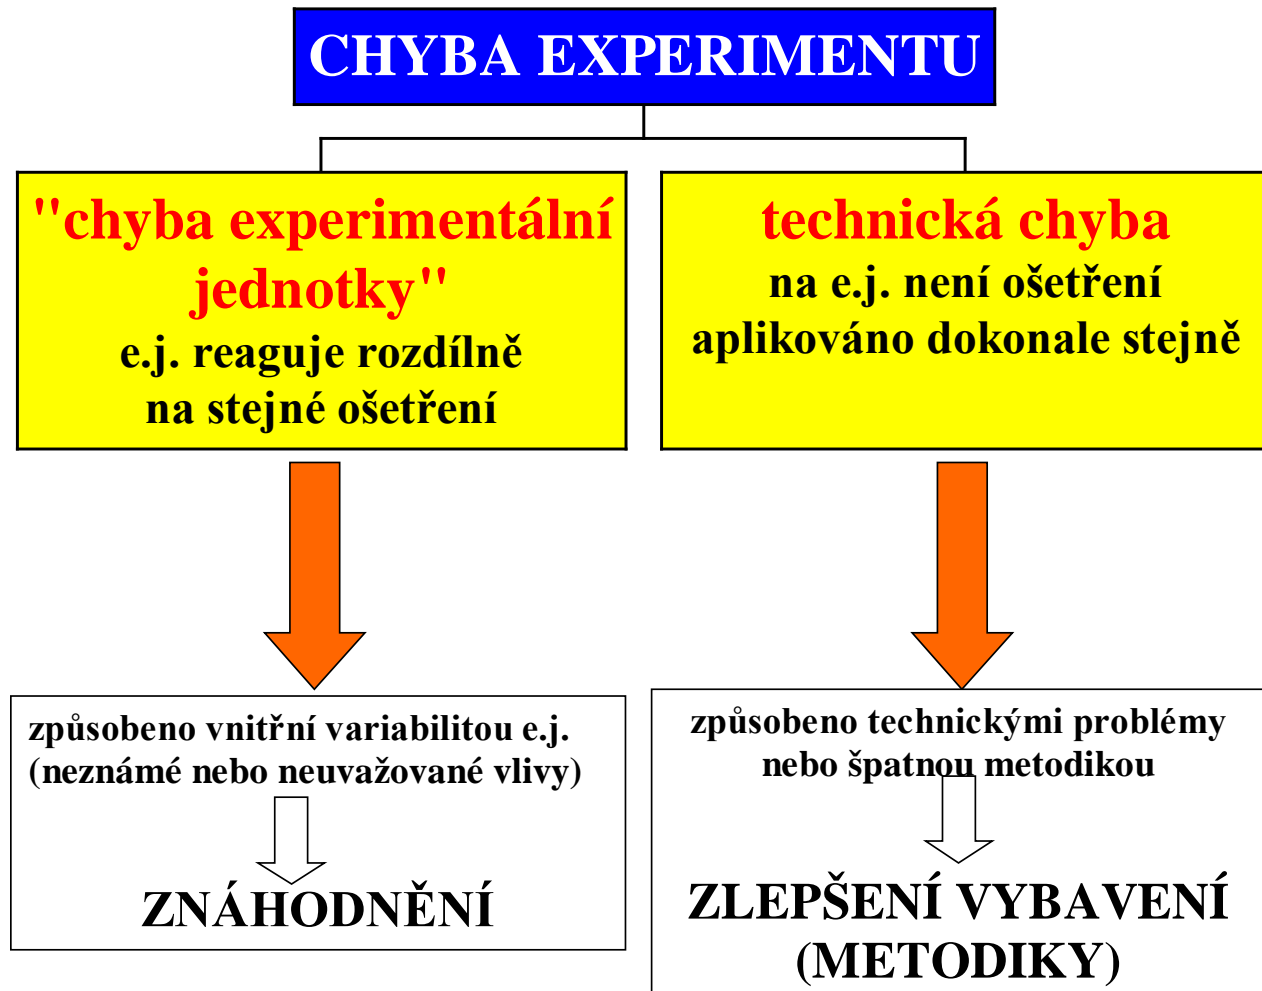 CHYBA EXPERIMENTU
"chyba experimentální
jednotky"
e.j. reaguje rozdílně
na stejné ošetření
technická chyba
na e.j. není ošetření
aplikováno dokonale stejně
způsobeno vnitřní variabilitou e.j.
(neznámé nebo neuvažované vlivy)
ZNÁHODNĚNÍ
způsobeno technickými problémy
nebo špatnou metodikou
ZLEPŠENÍ VYBAVENÍ
(METODIKY)